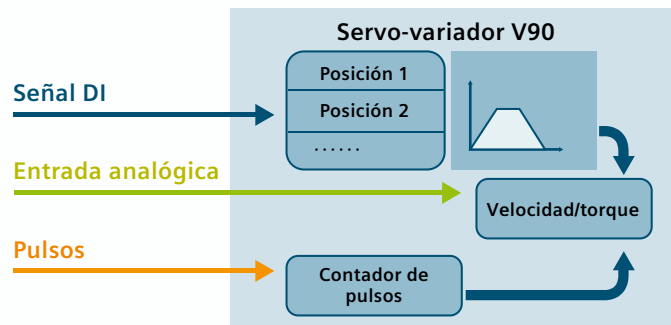 Servo-variador V90
Posición 1
Señal DI
Posición 2
......
Entrada analógica
Velocidad/torque
Pulsos
Contador de
pulsos